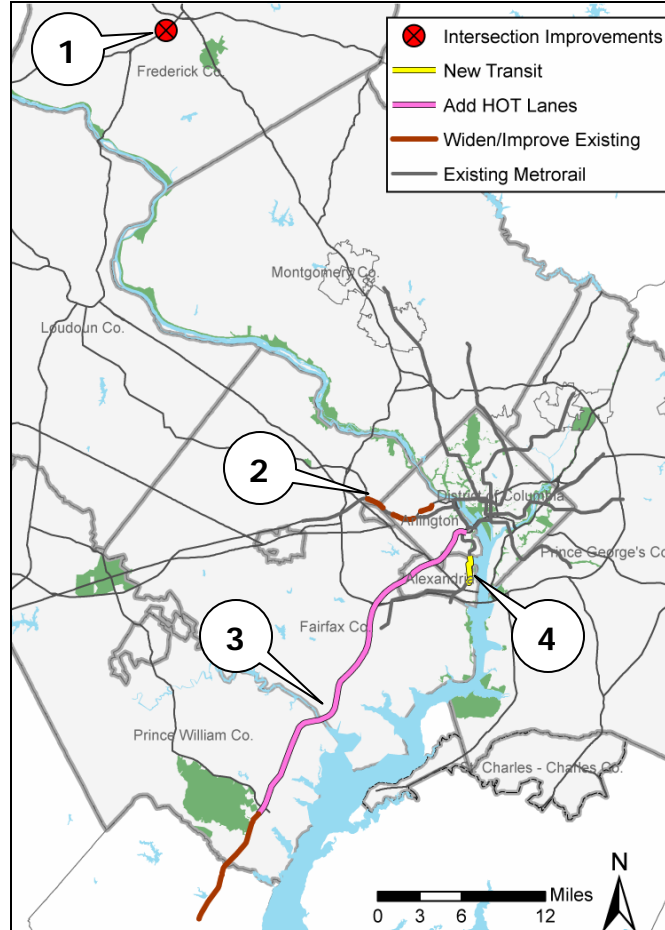 1
Intersection Improvements
New Transit
Add HOT Lanes
Widen/Improve Existing
Existing Metrorail
Frederick Co.
Montgomery Co.
Loudoun Co.
2
District of Columbia
Arlington
Prince George's Co
Alexandria
3
Fairfax Co.
4
Prince William Co.
St. Charles - Charles Co.
N
Miles
0 3 6 12